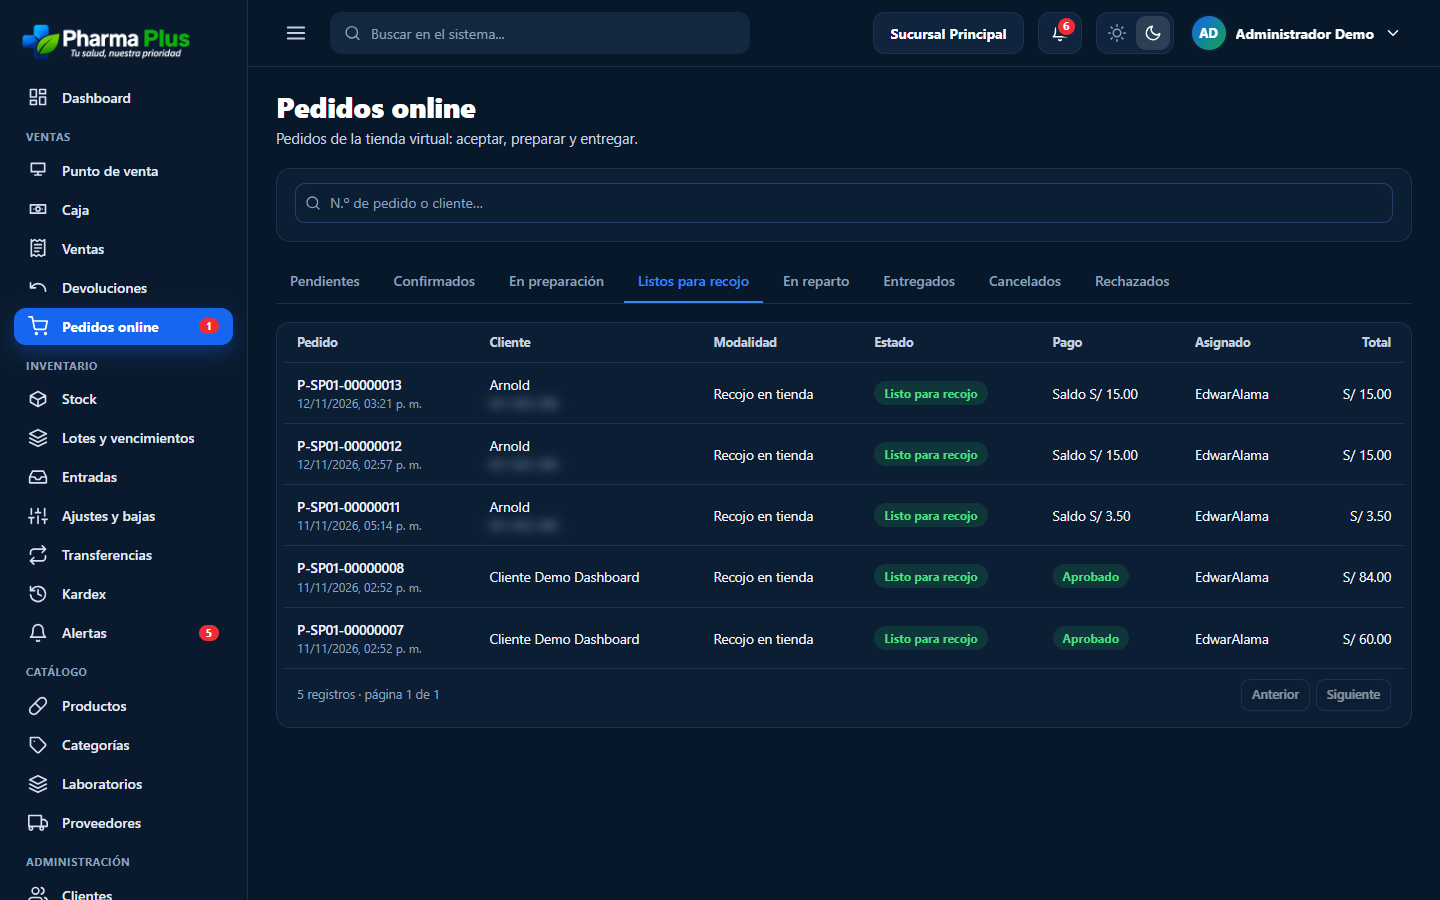 Pharma Plus
Tu salud, nuestra prioridad
Buscar en el sistema...
Sucursal Principal
6
AD
Administrador Demo
Dashboard
VENTAS
Punto de venta
Caja
Ventas
Devoluciones
Pedidos online
1
INVENTARIO
Stock
Lotes y vencimientos
Entradas
Ajustes y bajas
Transferencias
Kardex
Alertas
5
CATÁLOGO
Productos
Categorías
Laboratorios
Proveedores
ADMINISTRACIÓN
Clientes
Pedidos online
Pedidos de la tienda virtual: aceptar, preparar y entregar.
N.º de pedido o cliente...
Pendientes Confirmados En preparación Listos para recojo En reparto Entregados Cancelados Rechazados
Pedido Cliente Modalidad Estado Pago Asignado Total
P-SP01-00000013 Arnold Recojo en tienda Listo para recojo Saldo S/ 15.00 EdwarAlama S/ 15.00
12/11/2026, 03:21 p. m.
P-SP01-00000012 Arnold Recojo en tienda Listo para recojo Saldo S/ 15.00 EdwarAlama S/ 15.00
12/11/2026, 02:57 p. m.
P-SP01-00000011 Arnold Recojo en tienda Listo para recojo Saldo S/ 3.50 EdwarAlama S/ 3.50
11/11/2026, 05:14 p. m.
P-SP01-00000008 Cliente Demo Dashboard Recojo en tienda Listo para recojo Aprobado EdwarAlama S/ 84.00
11/11/2026, 02:52 p. m.
P-SP01-00000007 Cliente Demo Dashboard Recojo en tienda Listo para recojo Aprobado EdwarAlama S/ 60.00
11/11/2026, 02:52 p. m.
5 registros · página 1 de 1
Anterior Siguiente